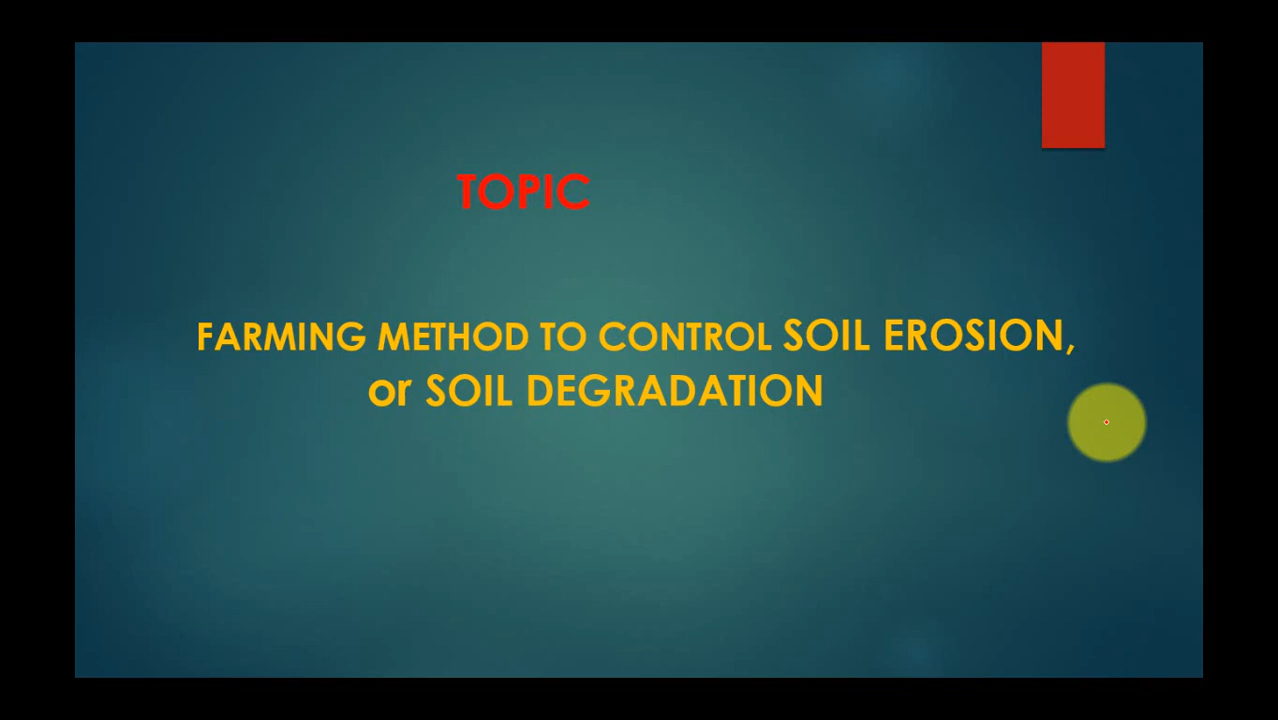 TOPIC
FARMING METHOD TO CONTROL SOIL EROSION,
or SOIL DEGRADATION